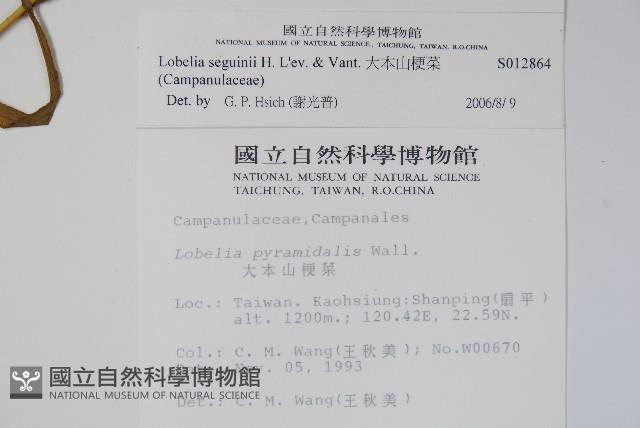 國立自然科學博物館
NATIONAL MUSEUM OF NATURAL SCIENCE, TAICHUNG, TAIWAN, R.O.CHINA
Lobelia seguinii H. L'ev. & Vant. 大本山梗菜 S012864
(Campanulaceae)
Det. by G. P. Hsich (謝光普) 2006/8/ 9
國立自然科學博物館
NATIONAL MUSEUM OF NATURAL SCIENCE
TAICHUNG, TAIWAN, R.O.CHINA
Campanulaceae,Campanales
Lobelia pyramidalis Wall.
大本山梗菜
Loc.: Taiwan. Kaohsiung:Shanping(扇平)
alt. 1200m.; 120.42E, 22.59N.
Col.: C. M. Wang(王秋美); No.W00670
05, 1993
Det.: C. M. Wang(王秋美)
國立自然科學博物館
NATIONAL MUSEUM OF NATURAL SCIENCE